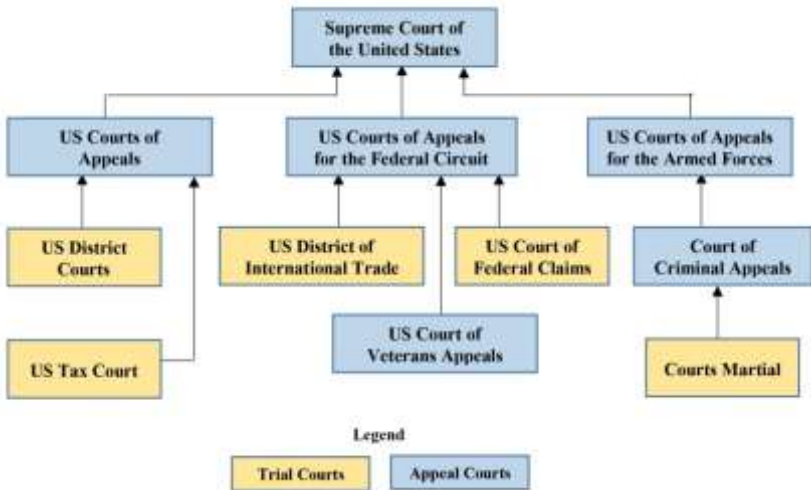 Supreme Court of
the United States
US Courts of
Appeals
US Courts of Appeals
for the Federal Circuit
US Courts of Appeals
for the Armed Forces
US District
Courts
US District of
International Trade
US Court of
Federal Claims
Court of
Criminal Appeals
US Tax Court
US Court of
Veterans Appeals
Courts Martial
Legend
Trial Courts
Appeal Courts